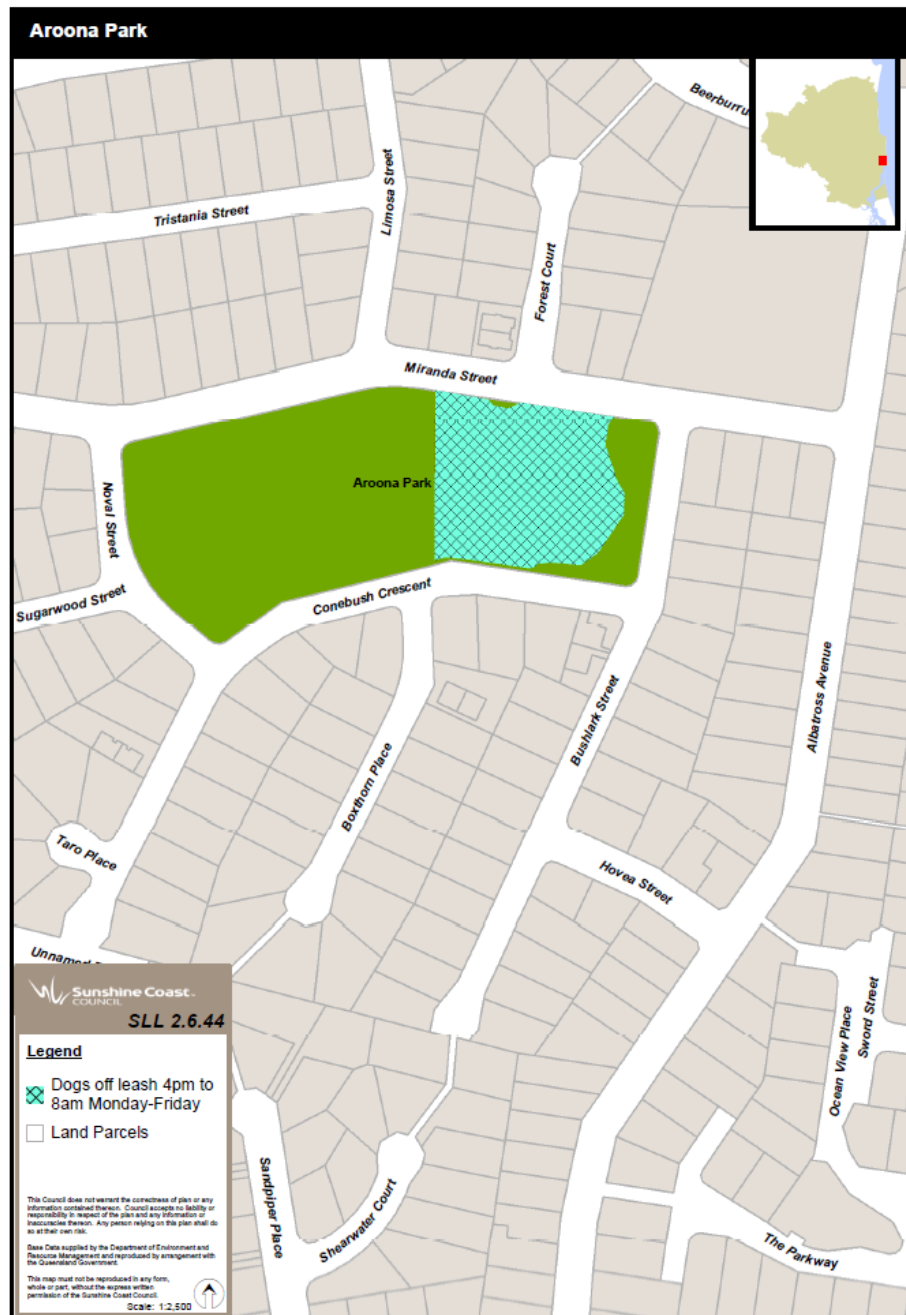 Aroona Park
Beerburru
Limosa Street
Tristania Street
Forest Court
Miranda Street
Aroona Park
Noval Street
Conebush Crescent
Sugarwood Street
Albatross Avenue
Bushlark Street
Boxthorn Place
Taro Place
Hovea Street
Unnamed
Sunshine Coast
COUNCIL
SLL 2.6.44
Legend
Dogs off leash 4pm to
8am Monday-Friday
Land Parcels
This Council does not warrant the correctness of plan or any
information contained thereon. Council accepts no liability or
responsibility in respect of the plan and any information or
inaccuracies thereon. Any person relying on this plan shall do
so at their own risk.
Base Data supplied by the Department of Environment and
Resource Management and reproduced by arrangement with
the Queensland Government.
This map must not be reproduced in any form,
whole or part, without the express written
permission of the Sunshine Coast Council.
Scale: 1:2,500
Ocean View Place
Sword Street
Sandpiper Place
Shearwater Court
The Parkway